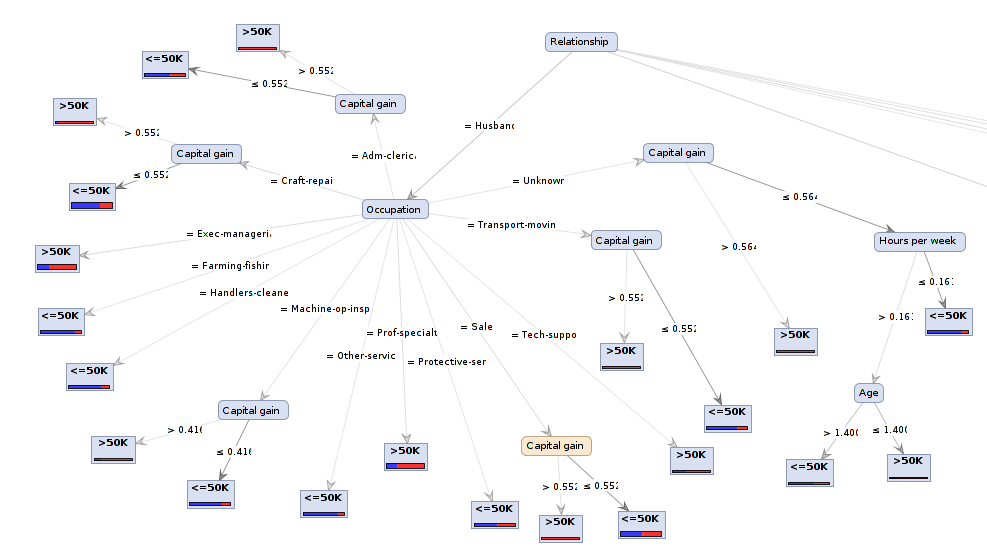 >50K
Relationship
<=50K
> 0.552
≤ 0.552
Capital gain
>50K
= Husband
> 0.552
= Adm-clerica
Capital gain
Capital gain
≤ 0.552
= Craft-repai
= Unknown
<=50K
≤ 0.564
Occupation
= Transport-movin
= Exec-manageria
Capital gain
> 0.564
Hours per week
>50K
= Farming-fishin
= Handlers-cleane
> 0.552
≤ 0.161
<=50K
= Machine-op-insp
> 0.161
<=50K
= Prof-specialt
= Sale
≤ 0.552
= Tech-suppo
>50K
= Other-servic
>50K
= Protective-ser
<=50K
Age
Capital gain
<=50K
> 0.416
> 1.400
≤ 1.400
>50K
≤ 0.416
>50K
Capital gain
>50K
<=50K
>50K
<=50K
> 0.552
≤ 0.552
<=50K
<=50K
>50K
<=50K